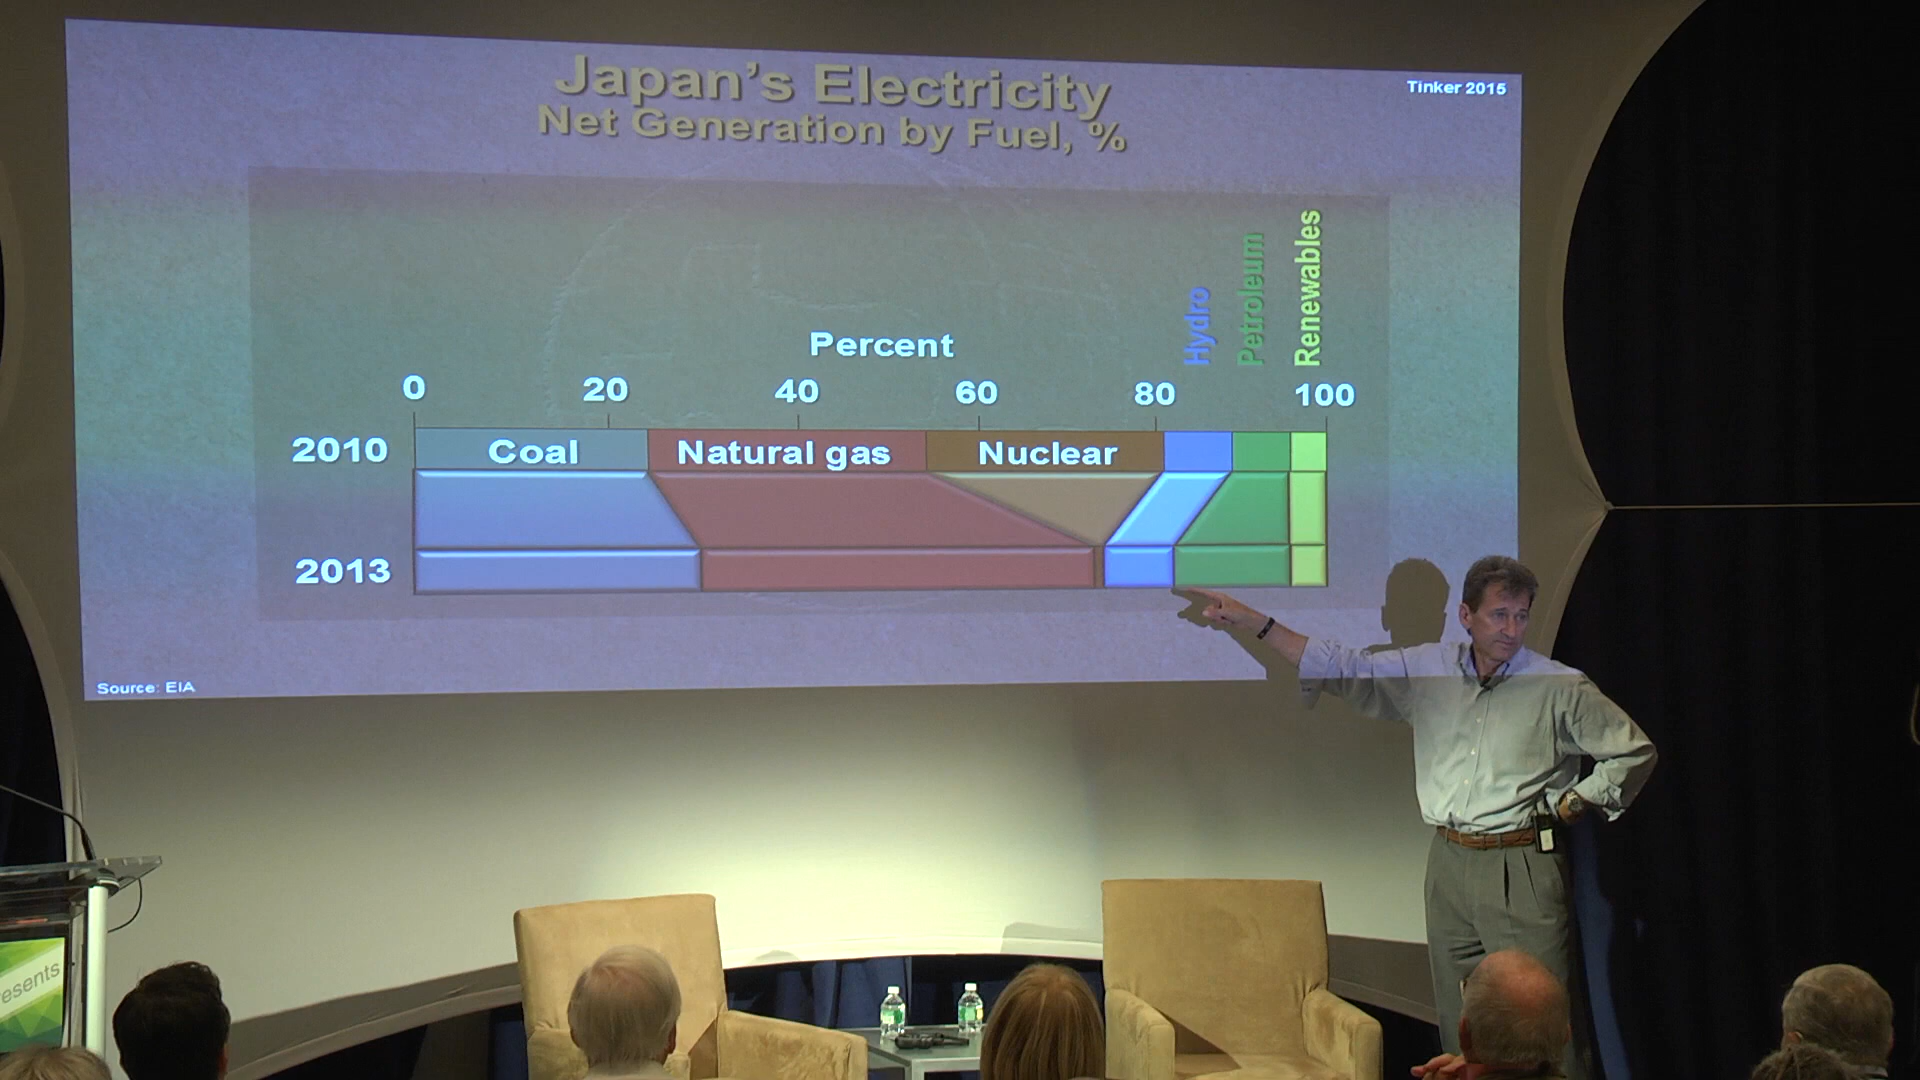 Japan's Electricity
Net Generation by Fuel, %
Tinker 2015
Hydro
Petroleum
Renewables
Percent
0 20 40 60 80 100
2010 Coal Natural gas Nuclear
2013
Source: EIA